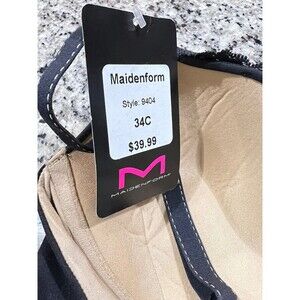 Maidenform
Style: 9404
34C
$39.99
MAIDENFORM